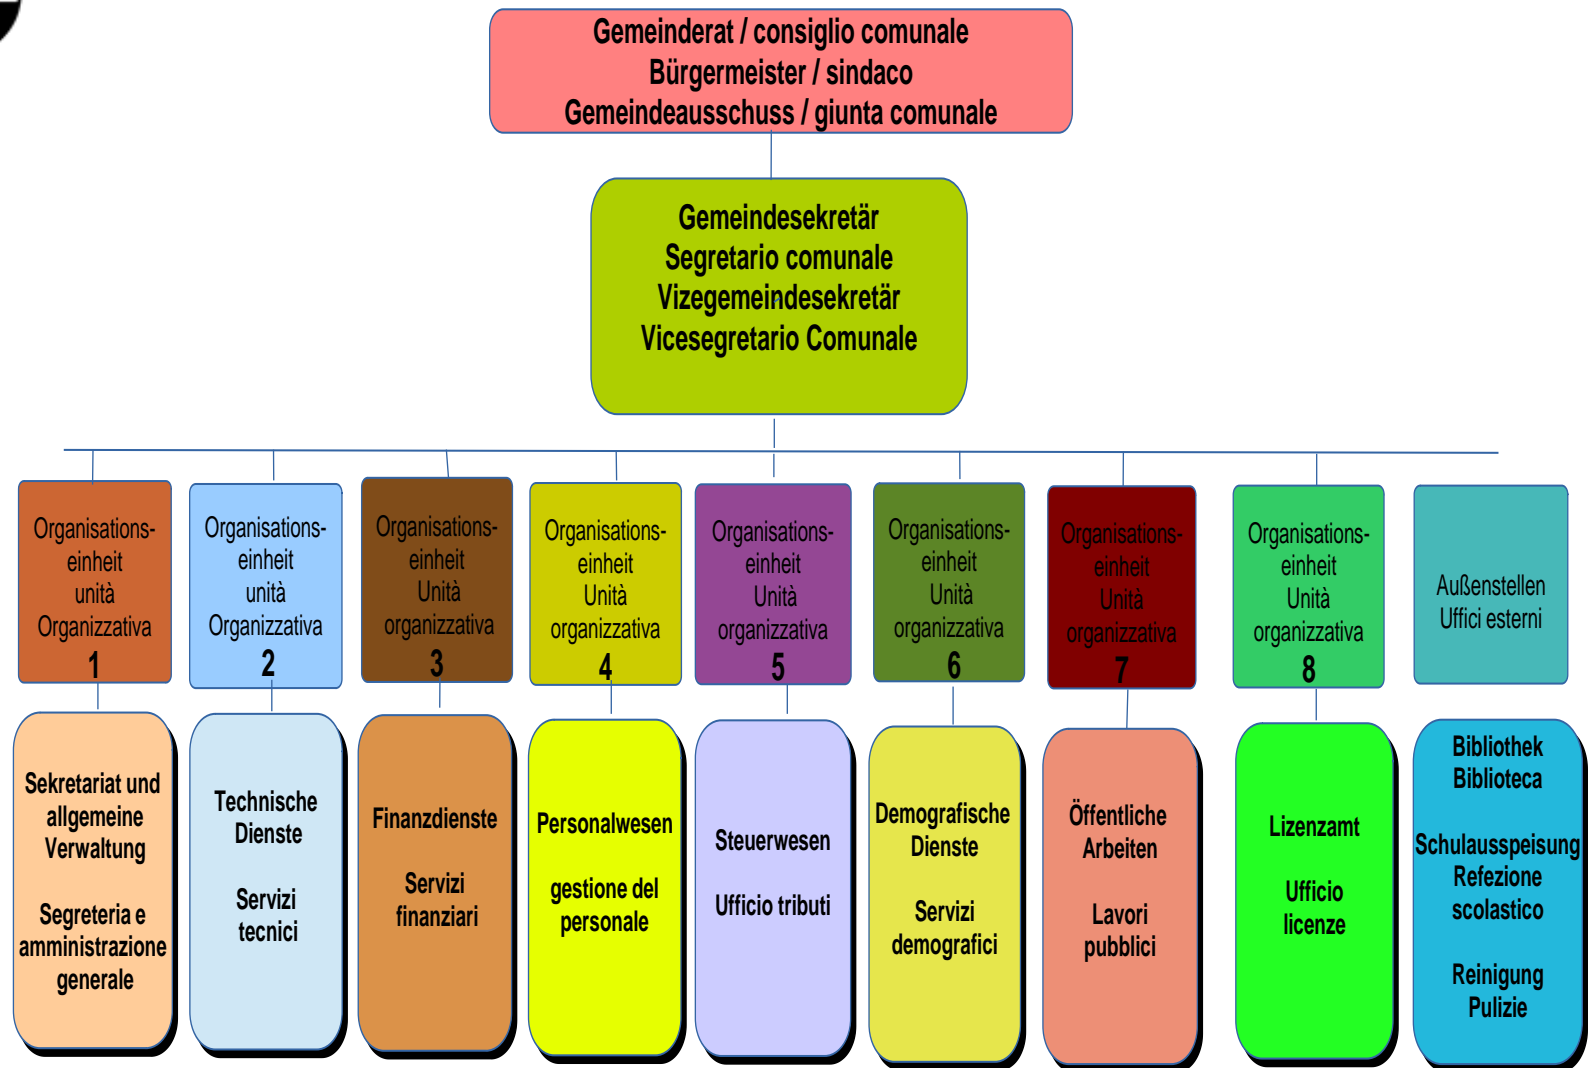 Gemeinderat / consiglio comunale
Bürgermeister / sindaco
Gemeindeausschuss / giunta comunale
Gemeindesekretär
Segretario comunale
Vizegemeindesekretär
Vicesegretario Comunale
Organisations-
einheit
unità
Organizzativa
1
Organisations-
einheit
unità
Organizzativa
2
Organisations-
einheit
Unità
organizzativa
3
Organisations-
einheit
Unità
organizzativa
4
Organisations-
einheit
Unità
organizzativa
5
Organisations-
einheit
Unità
organizzativa
6
Organisations-
einheit
Unità
organizzativa
7
Organisations-
einheit
Unità
organizzativa
8
Außenstellen
Uffici esterni
Sekretariat und
allgemeine
Verwaltung
Segreteria e
amministrazione
generale
Technische
Dienste
Servizi
tecnici
Finanzdienste
Servizi
finanziari
Personalwesen
gestione del
personale
Steuerwesen
Ufficio tributi
Demografische
Dienste
Servizi
demografici
Öffentliche
Arbeiten
Lavori
pubblici
Lizenzamt
Ufficio
licenze
Bibliothek
Biblioteca
Schulausspeisung
Refezione
scolastico
Reinigung
Pulizie